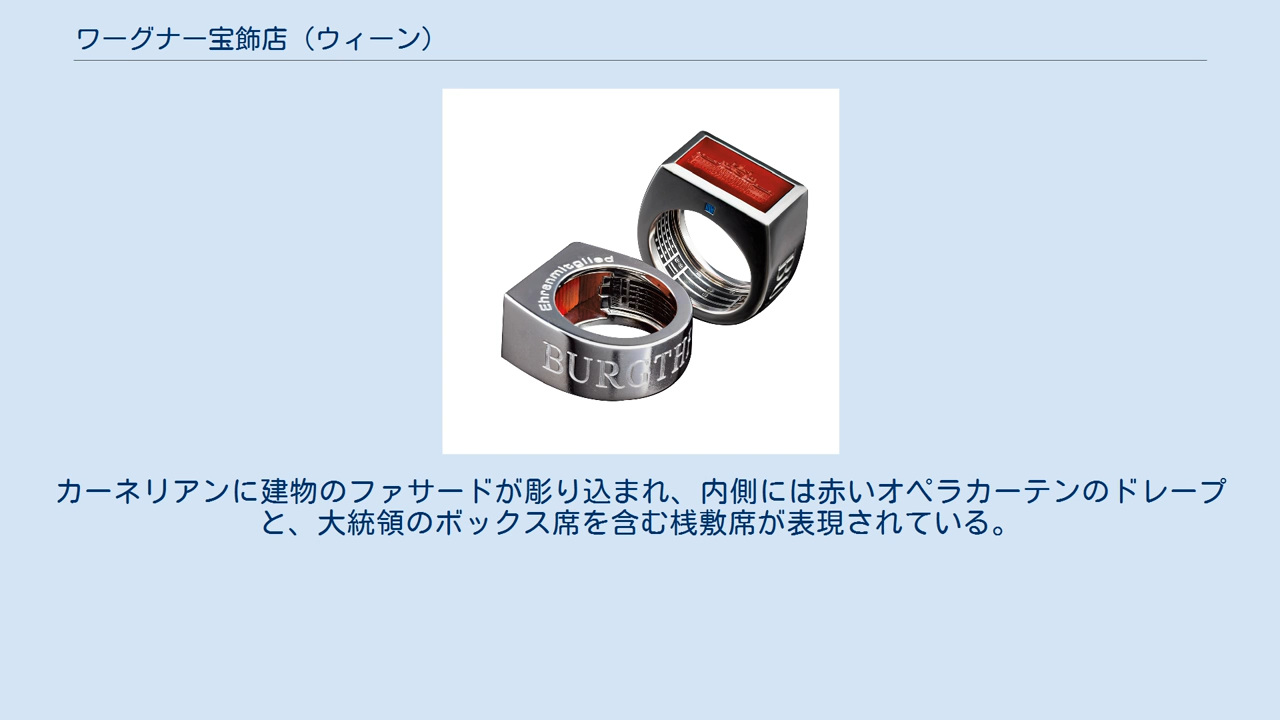 ワーグナー宝飾店（ウィーン）
Ehrenmitglied
BURGTH
カーネリアンに建物のファサードが彫り込まれ、内側には赤いオペラカーテンのドレープ
と、大統領のボックス席を含む桟敷席が表現されている。